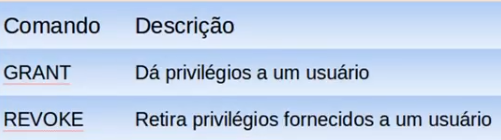 Comando Descrição
GRANT Dá privilégios a um usuário
REVOKE Retira privilégios fornecidos a um usuário